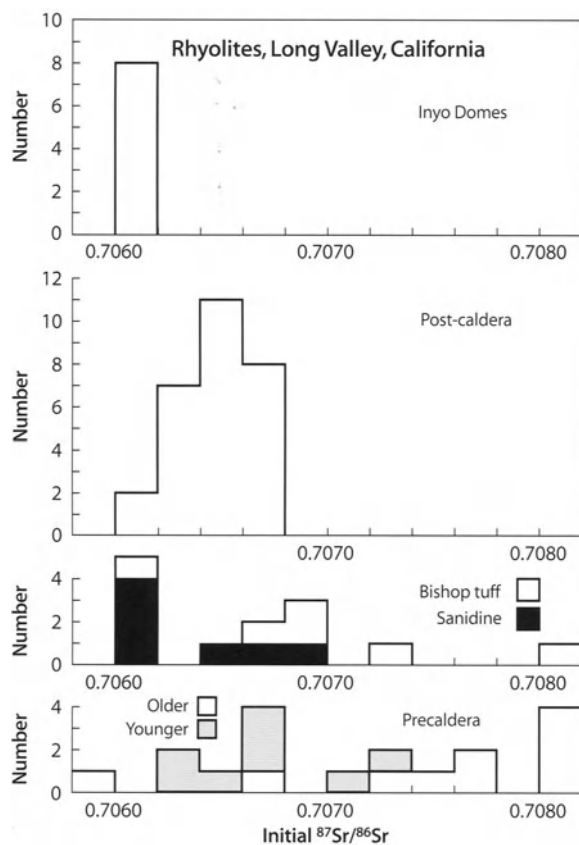 Rhyolites, Long Valley, California
Inyo Domes
Number
10
8
6
4
2
0
0.7060
0.7070
0.7080
Post-caldera
Number
12
10
8
6
4
2
0
0.7070
0.7080
Bishop tuff
Sanidine
Number
4
2
0
0.7060
0.7070
0.7080
Older
Younger
Precaldera
Number
4
2
0
0.7060
0.7070
0.7080
Initial ⁸⁷Sr/⁸⁶Sr